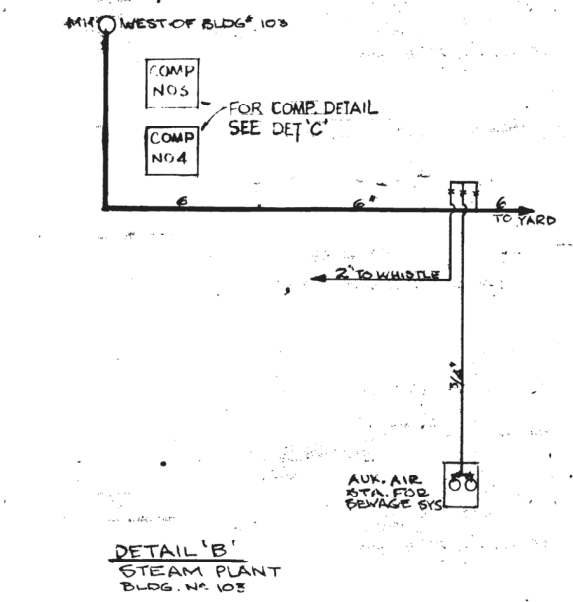 MH WEST OF BLDG# 103
COMP
NO3
FOR COMP. DETAIL
SEE DET 'C'
COMP
NO4
6
6"
6
TO YARD
2" TO WHISTLE
3/4"
AUX. AIR
STA. FOR
SEWAGE SYS
DETAIL 'B'
STEAM PLANT
BLDG. No 103